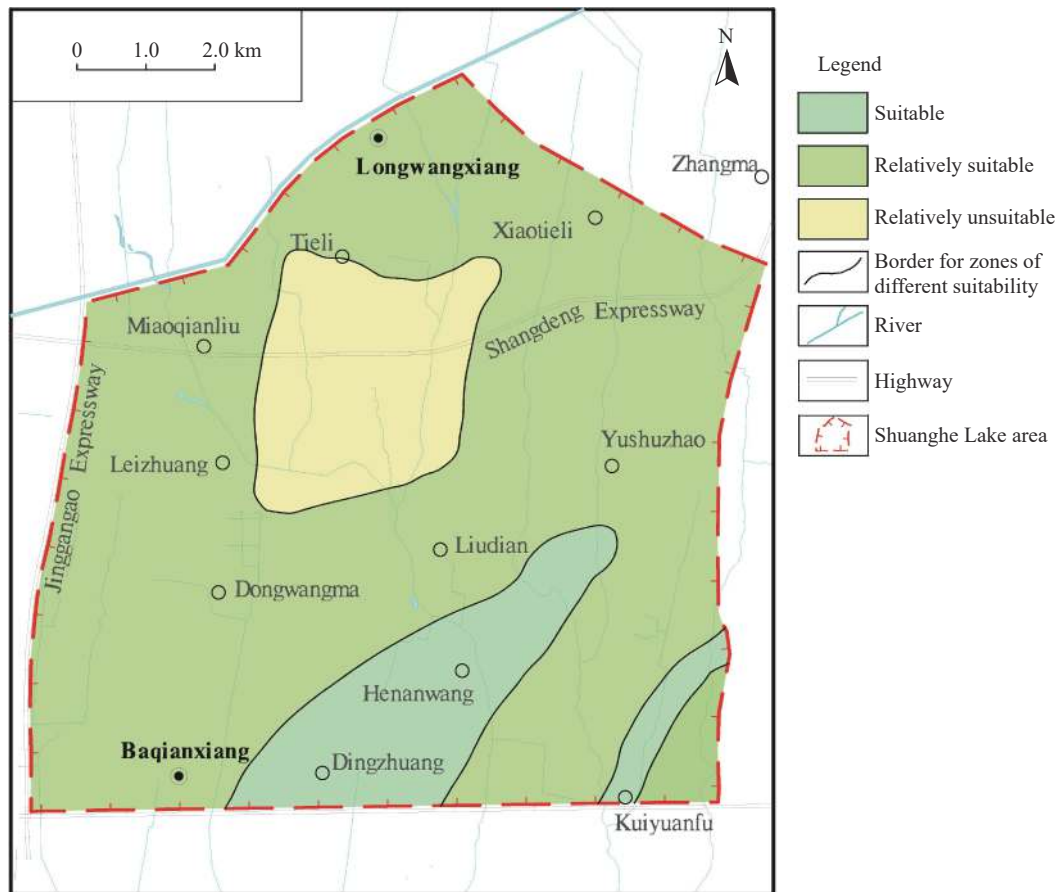 0 1.0 2.0 km
N
Legend
Suitable
Relatively suitable
Relatively unsuitable
Border for zones of
different suitability
River
Highway
Shuanghe Lake area
Longwangxiang
Zhangma
Xiaotieli
Tieli
Miaoqianliu
Shangdeng Expressway
Jinggangao Expressway
Leizhuang
Yushuzhao
Liudian
Dongwangma
Henanwang
Baqianxiang
Dingzhuang
Kuiyuanfu